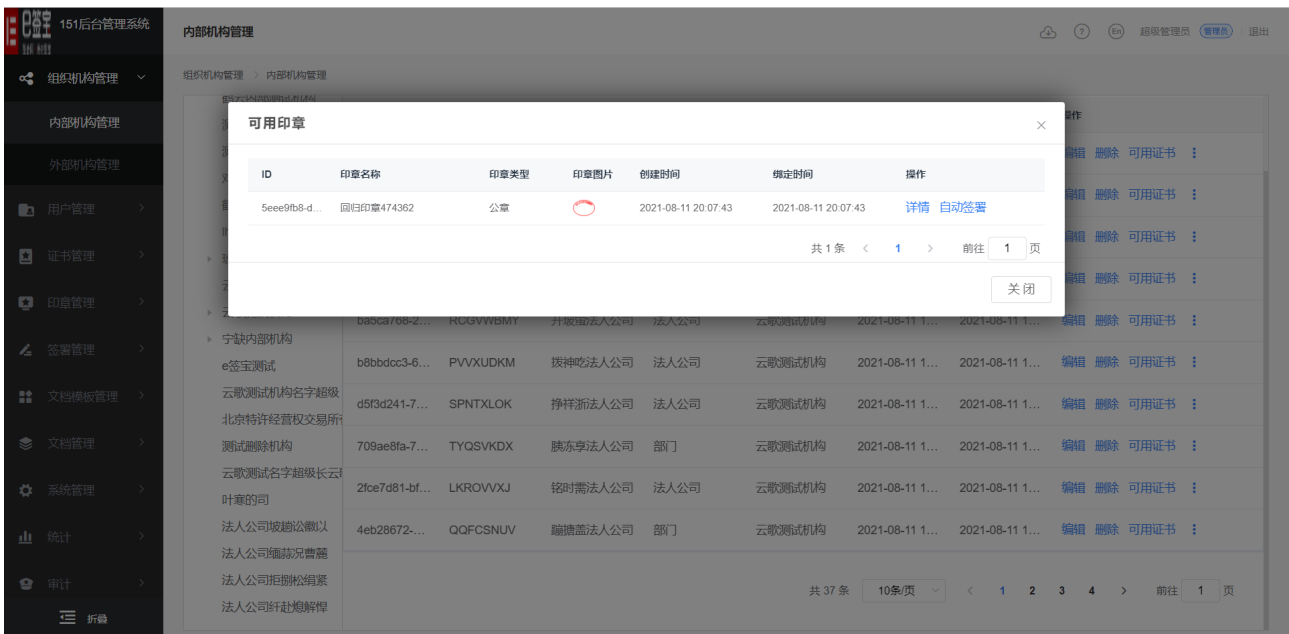 e签宝
151后台管理系统
内部机构管理
En 超级管理员 管理员 退出
组织机构管理
内部机构管理
外部机构管理
用户管理
证书管理
印章管理
签署管理
文档模板管理
文档管理
系统管理
统计
审计
折叠
组织机构管理 > 内部机构管理
可用印章 ×
ID 印章名称 印章类型 印章图片 创建时间 绑定时间 操作
5eee9fb8-d... 回归印章474362 公章 2021-08-11 20:07:43 2021-08-11 20:07:43 详情 自动签署
共 1 条 < 1 > 前往 1 页
关 闭
操作
编辑 删除 可用证书
编辑 删除 可用证书
编辑 删除 可用证书
编辑 删除 可用证书
宁缺内部机构
e签宝测试
云歌测试机构名字超级
北京特许经营权交易所
测试删除机构
云歌测试名字超级长云
叶寒的司
法人公司
法人公司
法人公司
法人公司
ba5ca768-2... RCGVWBMY 法人公司 法人公司 云歌测试机构 2021-08-11 1... 2021-08-11 1... 编辑 删除 可用证书
b8bbdcc3-6... PVVXUDKM 拨神吃法人公司 法人公司 云歌测试机构 2021-08-11 1... 2021-08-11 1... 编辑 删除 可用证书
d5f3d241-7... SPNTXLOK 挣祥浙法人公司 法人公司 云歌测试机构 2021-08-11 1... 2021-08-11 1... 编辑 删除 可用证书
709ae8fa-7... TYQSVKDX 胰冻享法人公司 部门 云歌测试机构 2021-08-11 1... 2021-08-11 1... 编辑 删除 可用证书
2fce7d81-bf... LKROVVXJ 铭时需法人公司 法人公司 云歌测试机构 2021-08-11 1... 2021-08-11 1... 编辑 删除 可用证书
4eb28672-... QQFCSNUV 蹦搪盖法人公司 部门 云歌测试机构 2021-08-11 1... 2021-08-11 1... 编辑 删除 可用证书
共 37 条 10条/页 < 1 2 3 4 > 前往 1 页